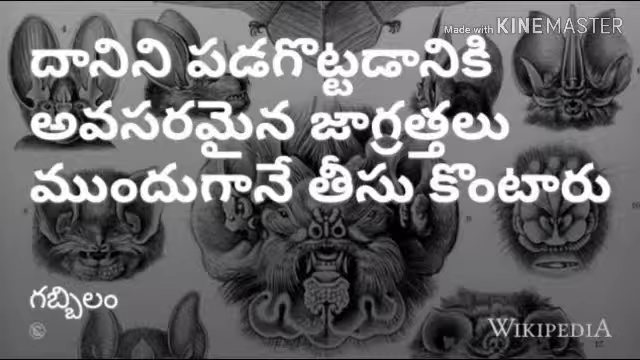 Made with KINEMASTER
దానిని పడగొట్టడానికి
అవసరమైన జాగ్రత్తలు
ముందుగానే తీసు కొంటారు
గబ్బిలం
WIKIPEDIA